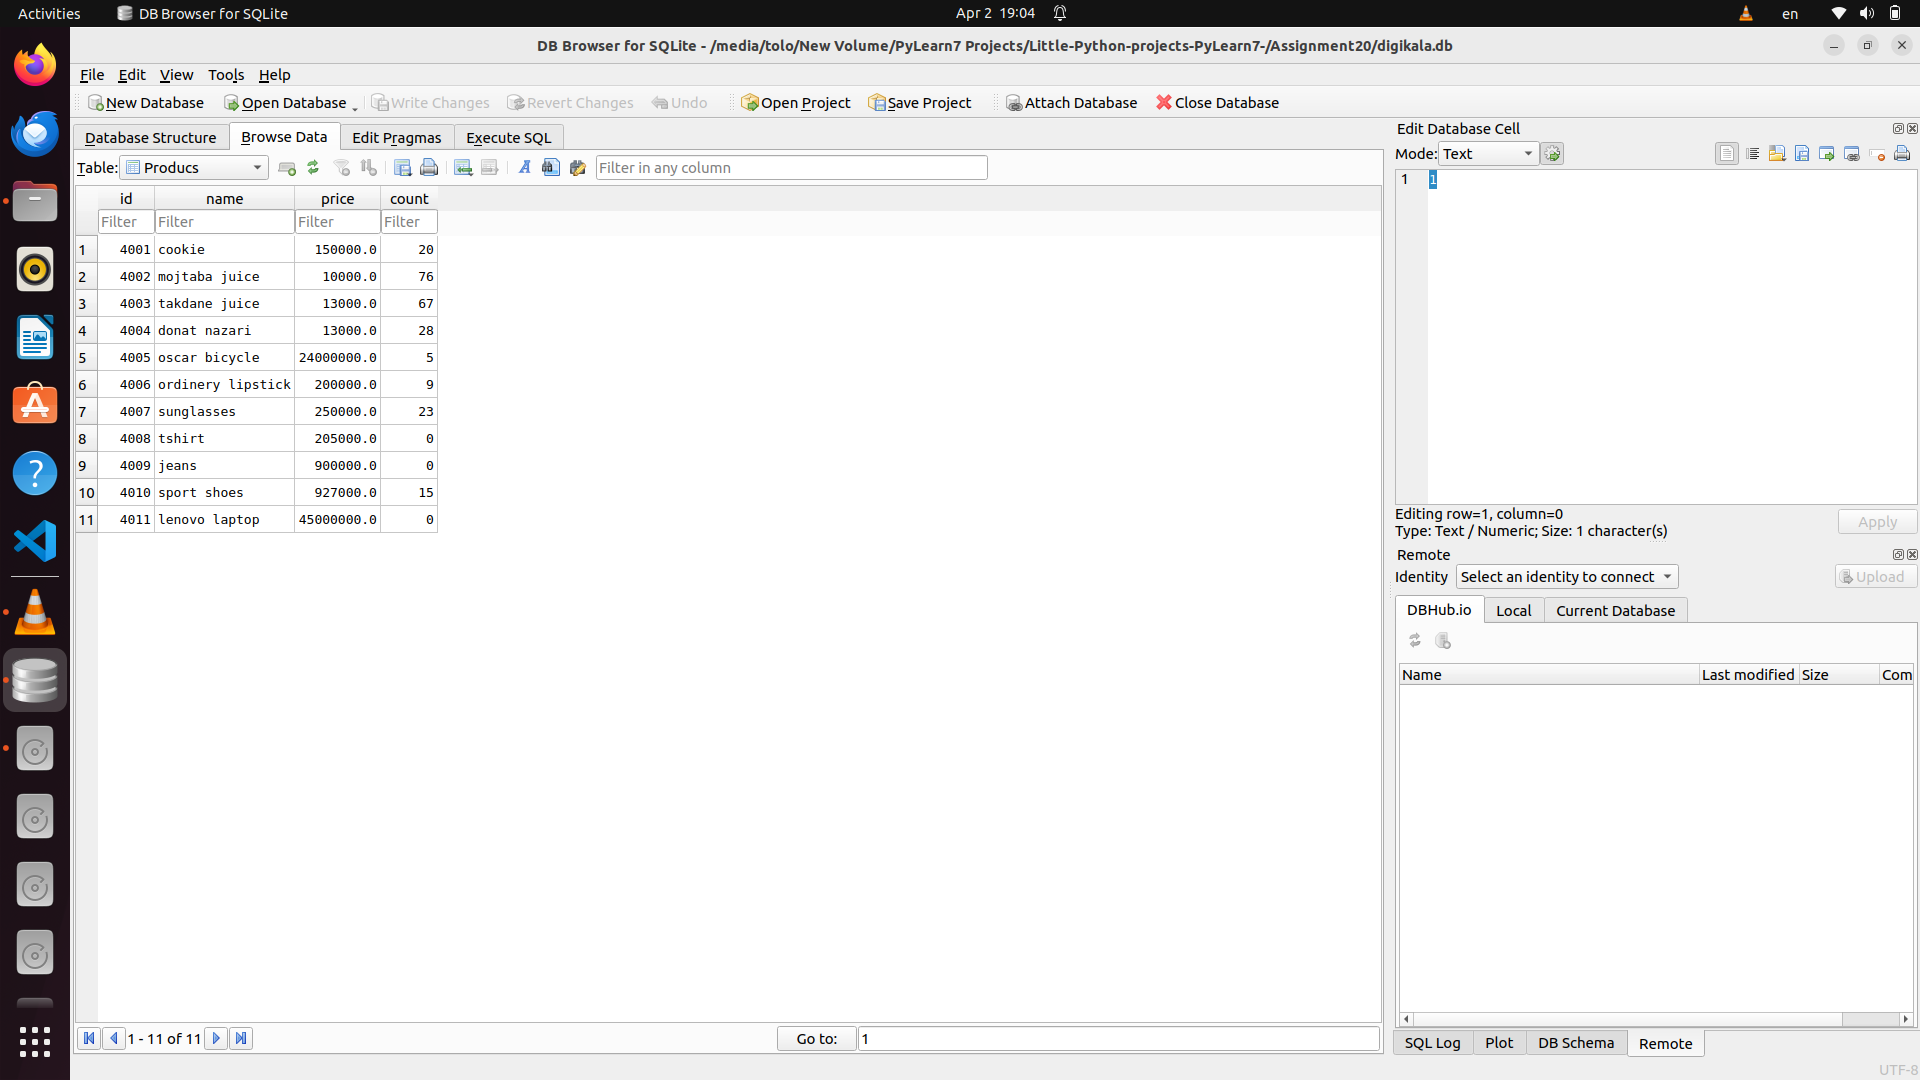 Activities DB Browser for SQLite Apr 2 19:04 en
DB Browser for SQLite - /media/tolo/New Volume/PyLearn7 Projects/Little-Python-projects-PyLearn7-/Assignment20/digikala.db
File Edit View Tools Help
New Database Open Database Write Changes Revert Changes Undo Open Project Save Project Attach Database Close Database
Database Structure Browse Data Edit Pragmas Execute SQL
Table: Producs Filter in any column
id name price count
Filter Filter Filter Filter
1 4001 cookie 150000.0 20
2 4002 mojtaba juice 10000.0 76
3 4003 takdane juice 13000.0 67
4 4004 donat nazari 13000.0 28
5 4005 oscar bicycle 24000000.0 5
6 4006 ordinery lipstick 200000.0 9
7 4007 sunglasses 250000.0 23
8 4008 tshirt 205000.0 0
9 4009 jeans 900000.0 0
10 4010 sport shoes 927000.0 15
11 4011 lenovo laptop 45000000.0 0
1 - 11 of 11 Go to: 1
Edit Database Cell
Mode: Text
1 1
Editing row=1, column=0
Type: Text / Numeric; Size: 1 character(s)
Apply
Remote
Identity Select an identity to connect Upload
DBHub.io Local Current Database
Name Last modified Size Com
SQL Log Plot DB Schema Remote
UTF-8